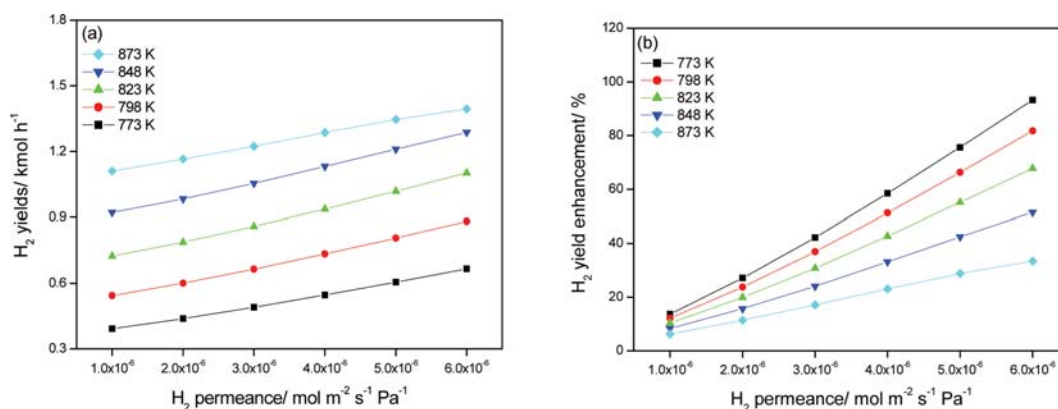 (a)
873 K
848 K
823 K
798 K
773 K
1.8
1.5
1.2
0.9
0.6
0.3
H₂ yields/ kmol h⁻¹
1.0x10⁻⁶ 2.0x10⁻⁶ 3.0x10⁻⁶ 4.0x10⁻⁶ 5.0x10⁻⁶ 6.0x10⁻⁶
H₂ permeance/ mol m⁻² s⁻¹ Pa⁻¹
(b)
773 K
798 K
823 K
848 K
873 K
120
100
80
60
40
20
0
H₂ yield enhancement/ %
1.0x10⁻⁶ 2.0x10⁻⁶ 3.0x10⁻⁶ 4.0x10⁻⁶ 5.0x10⁻⁶ 6.0x10⁻⁶
H₂ permeance/ mol m⁻² s⁻¹ Pa⁻¹